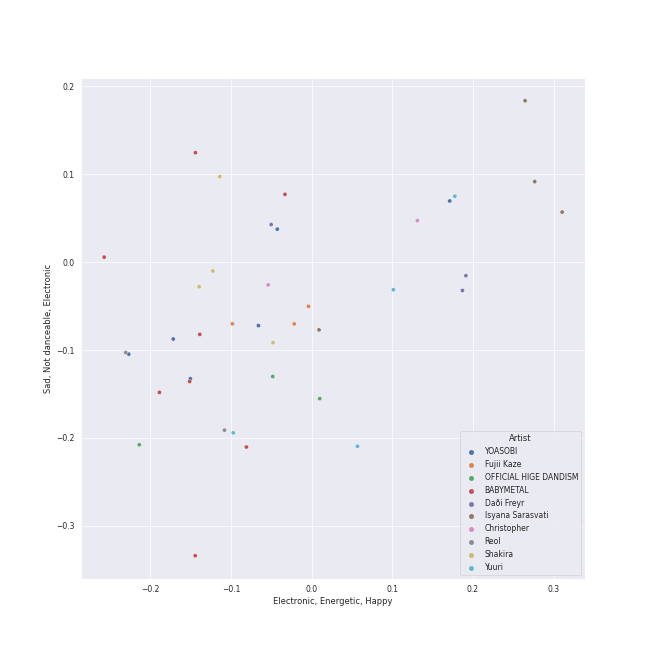 0.2
0.1
0.0
−0.1
−0.2
−0.3
Sad, Not danceable, Electronic
Artist
YOASOBI
Fujii Kaze
OFFICIAL HIGE DANDISM
BABYMETAL
Daði Freyr
Isyana Sarasvati
Christopher
Reol
Shakira
Yuuri
−0.2 −0.1 0.0 0.1 0.2 0.3
Electronic, Energetic, Happy